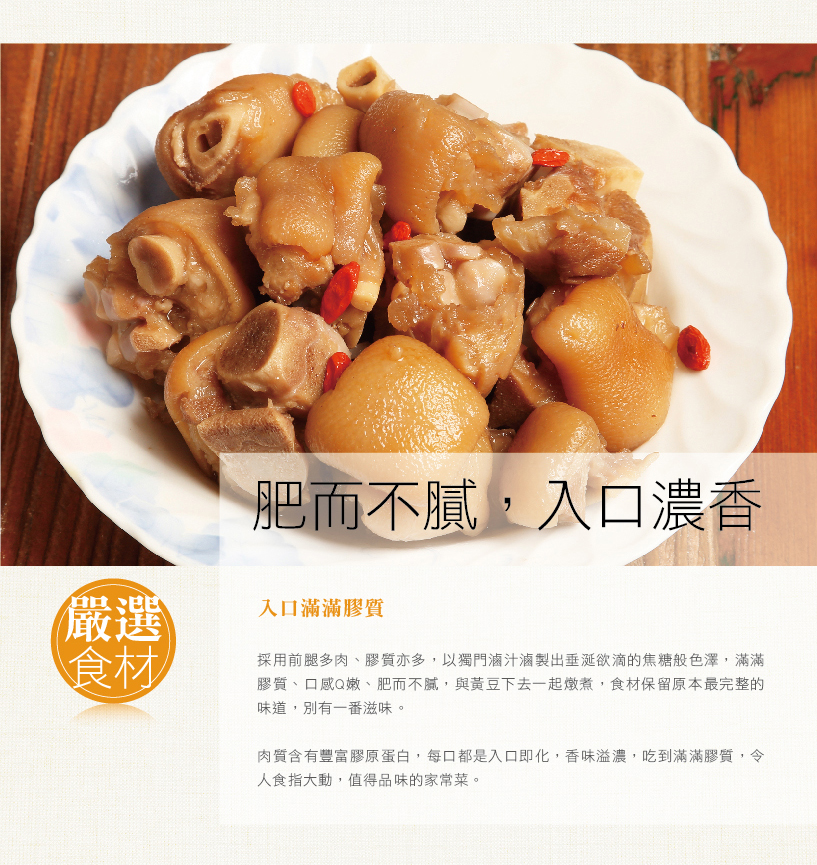 肥而不膩，入口濃香
嚴選
食材
入口滿滿膠質
採用前腿多肉、膠質亦多，以獨門滷汁滷製出垂涎欲滴的焦糖般色澤，滿滿
膠質、口感Q嫩、肥而不膩，與黃豆下去一起燉煮，食材保留原本最完整的
味道，別有一番滋味。
肉質含有豐富膠原蛋白，每口都是入口即化，香味溢濃，吃到滿滿膠質，令
人食指大動，值得品味的家常菜。